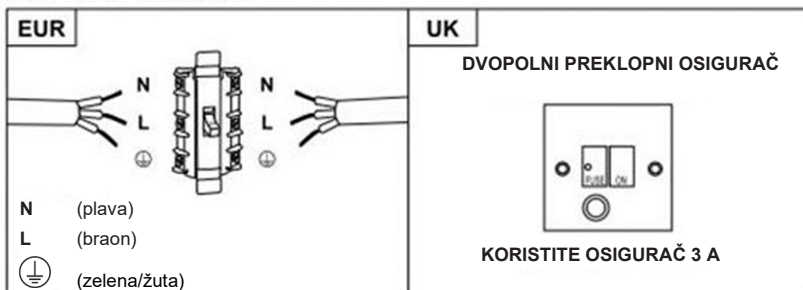 EUR
N N
L L
N (plava)
L (braon)
(zelena/žuta)
UK
DVOPOLNI PREKLOPNI OSIGURAČ
FUSE ON
KORISTITE OSIGURAČ 3 A